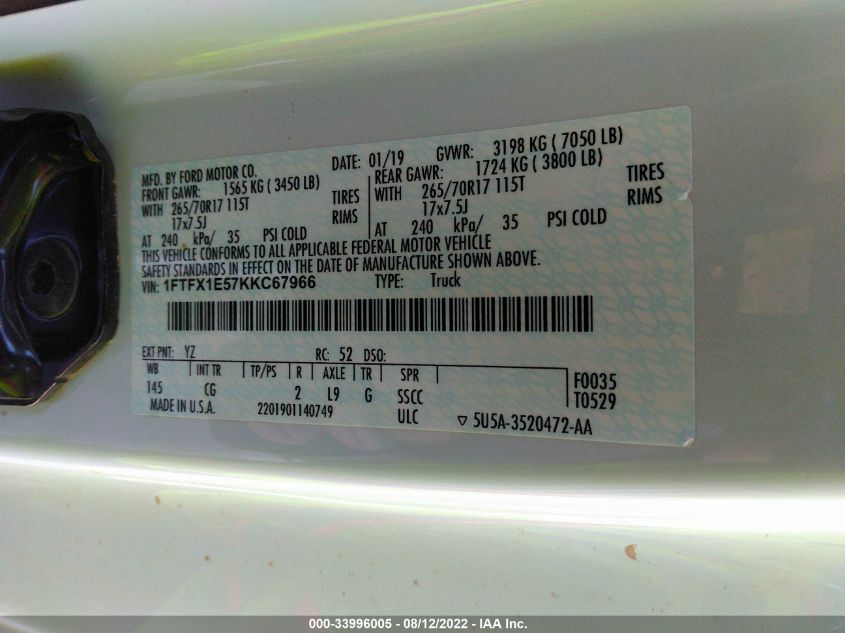 MFD. BY FORD MOTOR CO.
DATE: 01/19 GVWR: 3198 KG ( 7050 LB)
FRONT GAWR: 1565 KG ( 3450 LB)
REAR GAWR: 1724 KG ( 3800 LB)
WITH 265/70R17 115T TIRES
WITH 265/70R17 115T TIRES
17x7.5J RIMS
17x7.5J RIMS
AT 240 kPa/ 35 PSI COLD
AT 240 kPa/ 35 PSI COLD
THIS VEHICLE CONFORMS TO ALL APPLICABLE FEDERAL MOTOR VEHICLE
SAFETY STANDARDS IN EFFECT ON THE DATE OF MANUFACTURE SHOWN ABOVE.
VIN: 1FTFX1E57KKC67966 TYPE: Truck
EXT PNT: YZ RC: 52 DSO:
WB INT TR TP/PS R AXLE TR SPR
145 CG 2 L9 G SSCC
F0035
T0529
MADE IN U.S.A. 2201901140749 ULC
5U5A-3520472-AA
000-33996005 - 08/12/2022 - IAA Inc.